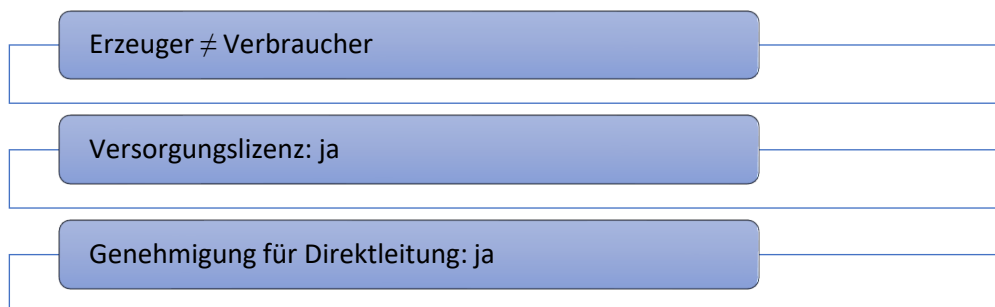 Erzeuger ≠ Verbraucher
Versorgungslizenz: ja
Genehmigung für Direktleitung: ja